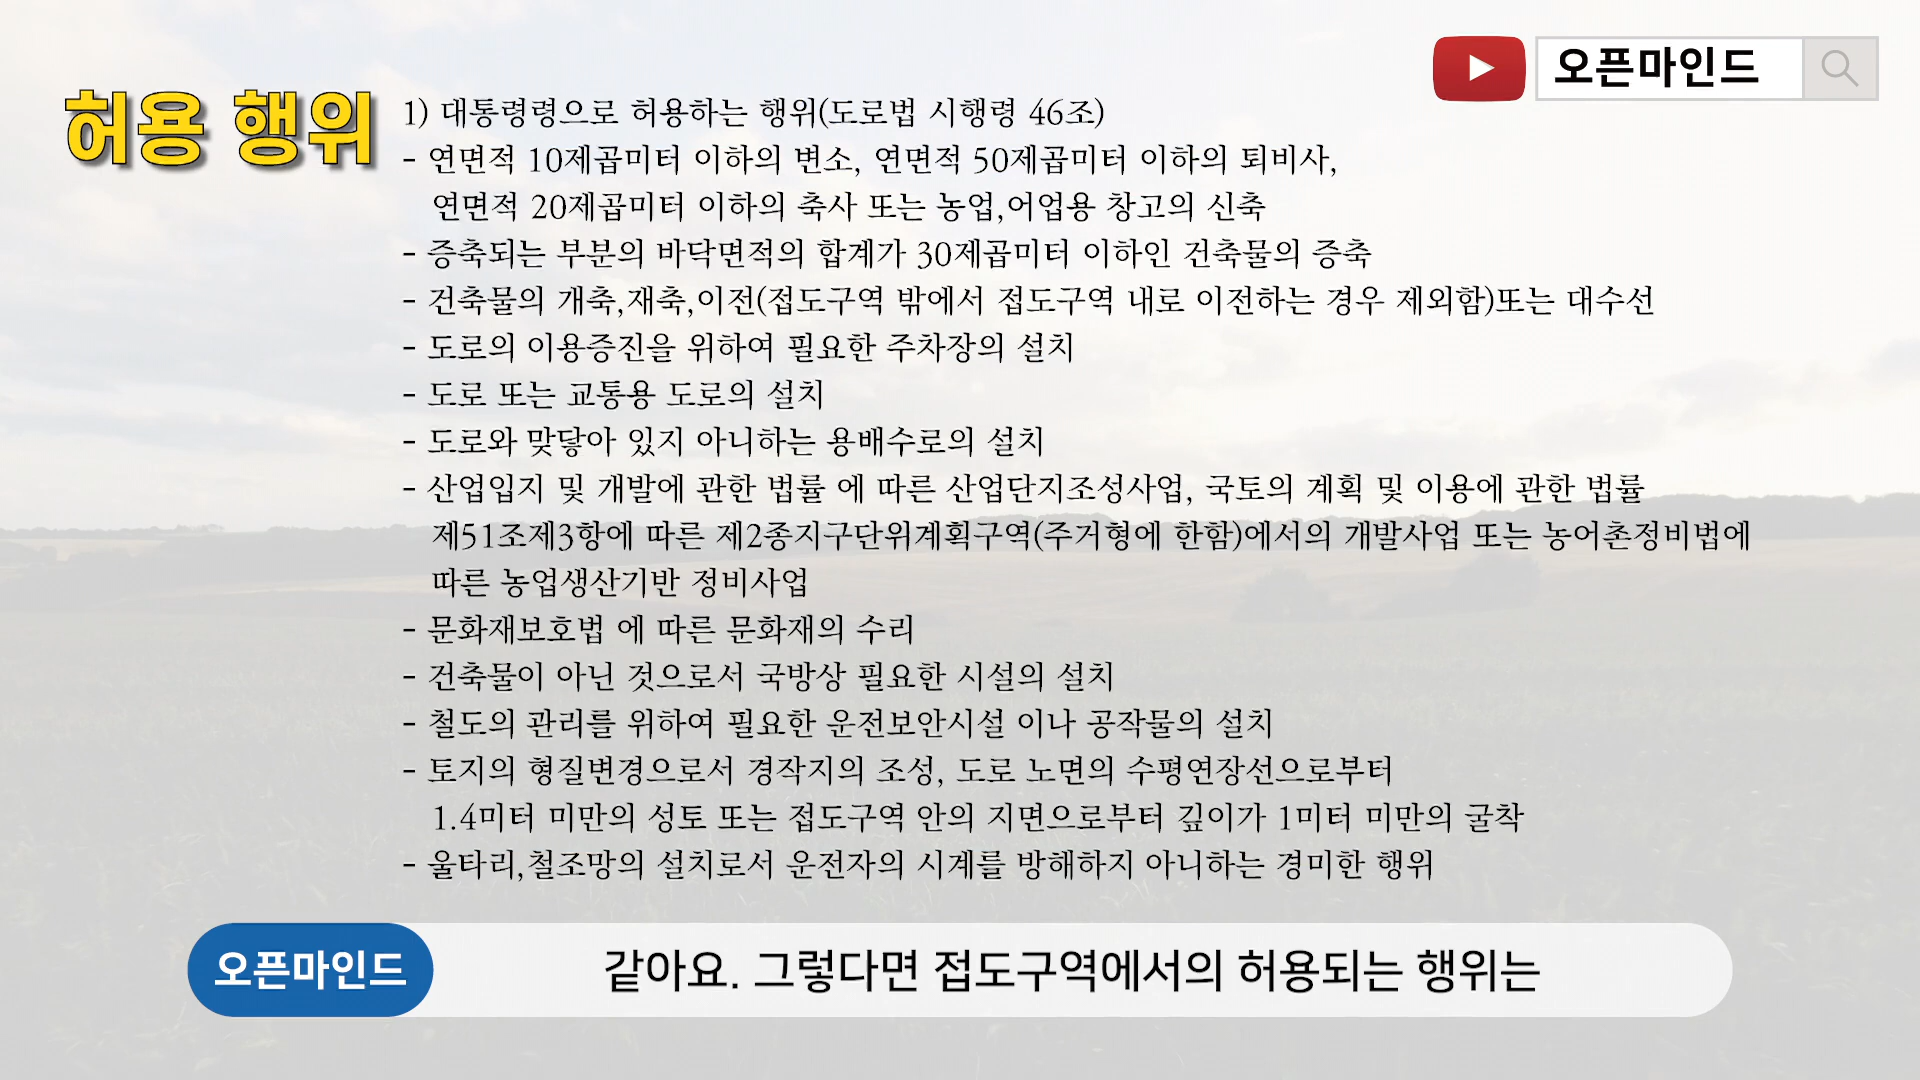 오픈마인드
허용 행위
1) 대통령령으로 허용하는 행위(도로법 시행령 46조)
- 연면적 10제곱미터 이하의 변소, 연면적 50제곱미터 이하의 퇴비사,
연면적 20제곱미터 이하의 축사 또는 농업,어업용 창고의 신축
- 증축되는 부분의 바닥면적의 합계가 30제곱미터 이하인 건축물의 증축
- 건축물의 개축,재축,이전(접도구역 밖에서 접도구역 내로 이전하는 경우 제외함)또는 대수선
- 도로의 이용증진을 위하여 필요한 주차장의 설치
- 도로 또는 교통용 도로의 설치
- 도로와 맞닿아 있지 아니하는 용배수로의 설치
- 산업입지 및 개발에 관한 법률 에 따른 산업단지조성사업, 국토의 계획 및 이용에 관한 법률
제51조제3항에 따른 제2종지구단위계획구역(주거형에 한함)에서의 개발사업 또는 농어촌정비법에
따른 농업생산기반 정비사업
- 문화재보호법 에 따른 문화재의 수리
- 건축물이 아닌 것으로서 국방상 필요한 시설의 설치
- 철도의 관리를 위하여 필요한 운전보안시설 이나 공작물의 설치
- 토지의 형질변경으로서 경작지의 조성, 도로 노면의 수평연장선으로부터
1.4미터 미만의 성토 또는 접도구역 안의 지면으로부터 깊이가 1미터 미만의 굴착
- 울타리,철조망의 설치로서 운전자의 시계를 방해하지 아니하는 경미한 행위
오픈마인드
같아요. 그렇다면 접도구역에서의 허용되는 행위는